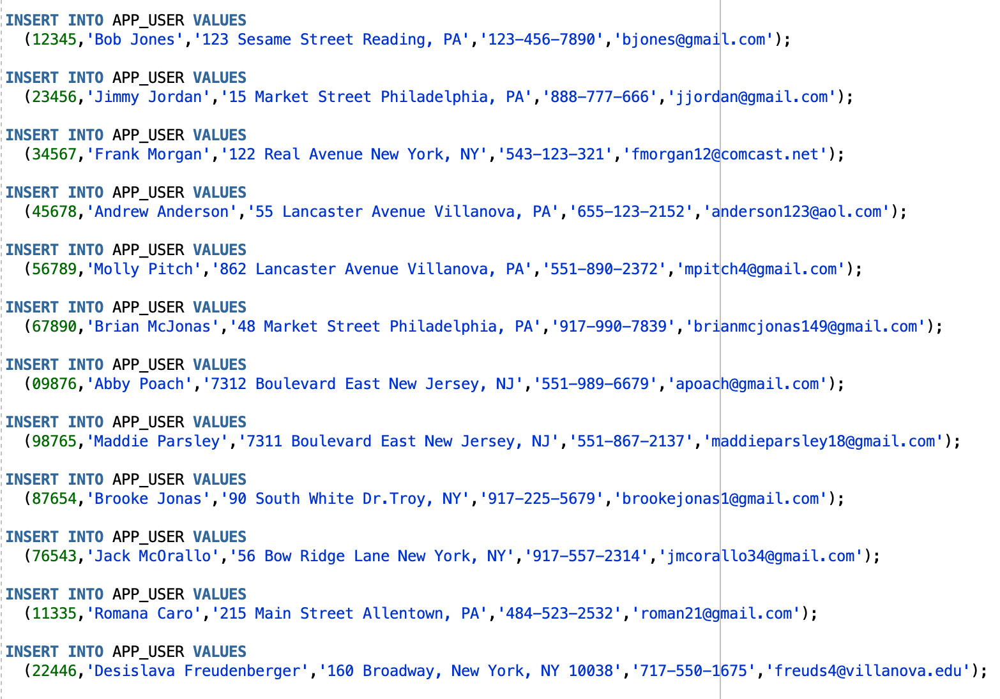 INSERT INTO APP_USER VALUES
(12345,'Bob Jones','123 Sesame Street Reading, PA','123-456-7890','bjones@gmail.com');
INSERT INTO APP_USER VALUES
(23456,'Jimmy Jordan','15 Market Street Philadelphia, PA','888-777-666','jjordan@gmail.com');
INSERT INTO APP_USER VALUES
(34567,'Frank Morgan','122 Real Avenue New York, NY','543-123-321','fmorgan12@comcast.net');
INSERT INTO APP_USER VALUES
(45678,'Andrew Anderson','55 Lancaster Avenue Villanova, PA','655-123-2152','anderson123@aol.com');
INSERT INTO APP_USER VALUES
(56789,'Molly Pitch','862 Lancaster Avenue Villanova, PA','551-890-2372','mpitch4@gmail.com');
INSERT INTO APP_USER VALUES
(67890,'Brian McJonas','48 Market Street Philadelphia, PA','917-990-7839','brianmcjonas149@gmail.com');
INSERT INTO APP_USER VALUES
(09876,'Abby Poach','7312 Boulevard East New Jersey, NJ','551-989-6679','apoach@gmail.com');
INSERT INTO APP_USER VALUES
(98765,'Maddie Parsley','7311 Boulevard East New Jersey, NJ','551-867-2137','maddieparsley18@gmail.com');
INSERT INTO APP_USER VALUES
(87654,'Brooke Jonas','90 South White Dr.Troy, NY','917-225-5679','brookejonas1@gmail.com');
INSERT INTO APP_USER VALUES
(76543,'Jack McOrallo','56 Bow Ridge Lane New York, NY','917-557-2314','jmcorallo34@gmail.com');
INSERT INTO APP_USER VALUES
(11335,'Romana Caro','215 Main Street Allentown, PA','484-523-2532','roman21@gmail.com');
INSERT INTO APP_USER VALUES
(22446,'Desislava Freudenberger','160 Broadway, New York, NY 10038','717-550-1675','freuds4@villanova.edu');